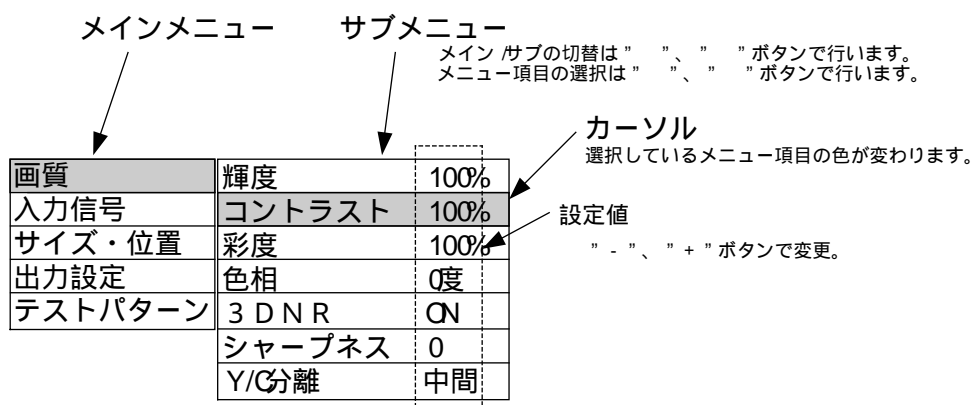 メインメニュー
サブメニュー
メイン/サブの切替は”　”、”　”ボタンで行います。
メニュー項目の選択は”　”、”　”ボタンで行います。
カーソル
選択しているメニュー項目の色が変わります。
設定値
”-”、”+”ボタンで変更。
画質
入力信号
サイズ・位置
出力設定
テストパターン
輝度 100%
コントラスト 100%
彩度 100%
色相 0度
3DNR ON
シャープネス 0
Y/C分離 中間